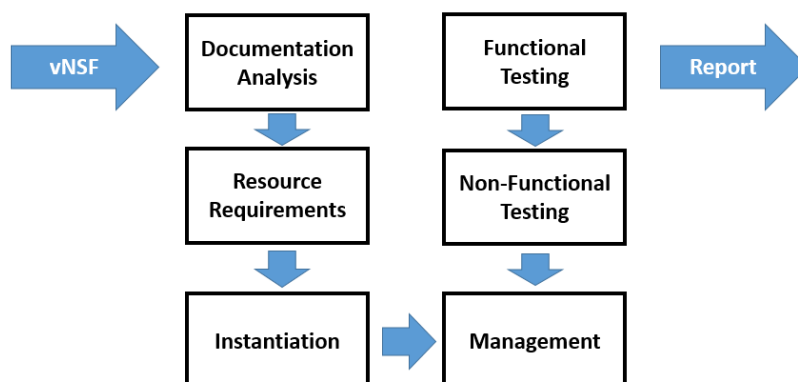 vNSF
Documentation
Analysis
Resource
Requirements
Instantiation
Functional
Testing
Non-Functional
Testing
Management
Report